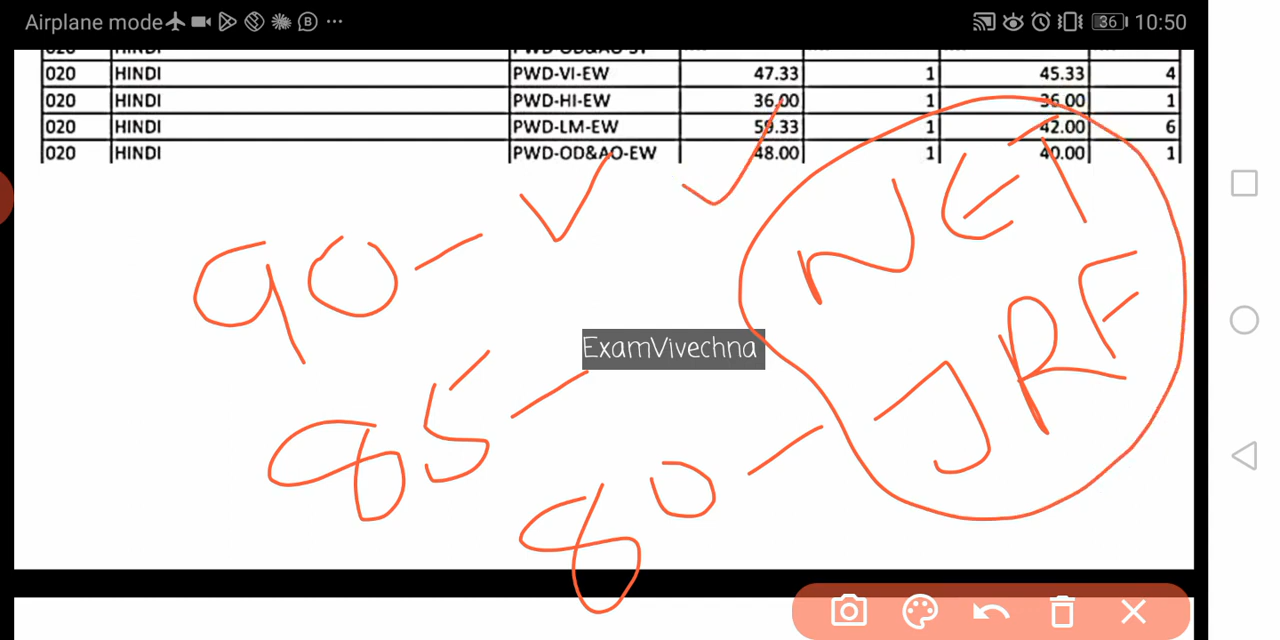 Airplane mode 36 10:50
020 HINDI
020 HINDI PWD-VI-EW 47.33 1 45.33 4
020 HINDI PWD-HI-EW 36.00 1 36.00 1
020 HINDI PWD-LM-EW 59.33 1 42.00 6
020 HINDI PWD-OD&AO-EW 48.00 1 40.00 1
NET
90-
JRF
ExamVivechna
85-
80-